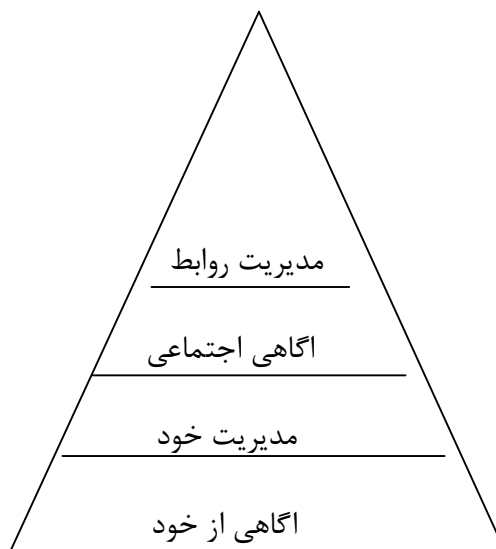 مدیریت روابط
اگاهی اجتماعی
مدیریت خود
اگاهی از خود